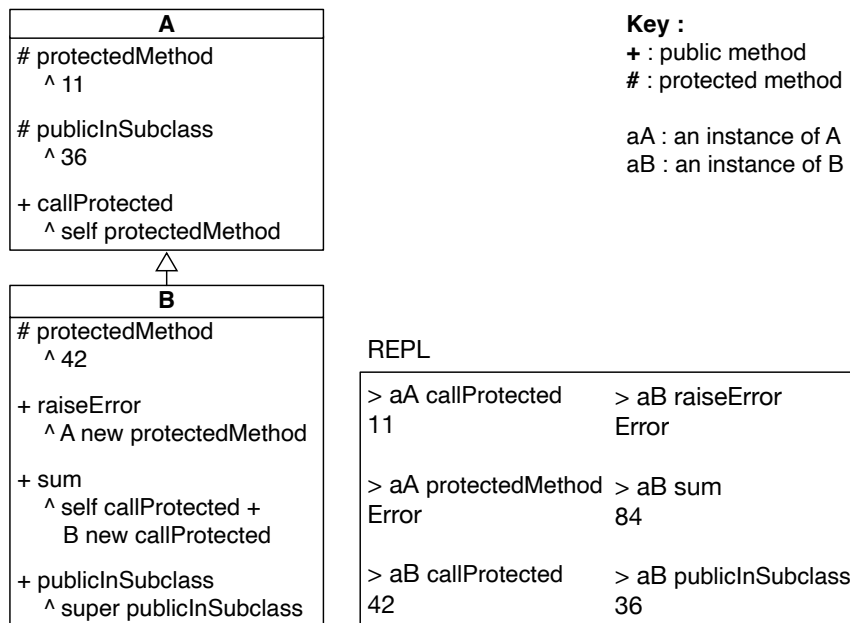 A
# protectedMethod
^ 11
# publicInSubclass
^ 36
+ callProtected
^ self protectedMethod
B
# protectedMethod
^ 42
+ raiseError
^ A new protectedMethod
+ sum
^ self callProtected +
B new callProtected
+ publicInSubclass
^ super publicInSubclass
Key :
+ : public method
# : protected method
aA : an instance of A
aB : an instance of B
REPL
> aA callProtected
11
> aA protectedMethod
Error
> aB callProtected
42
> aB raiseError
Error
> aB sum
84
> aB publicInSubclass
36